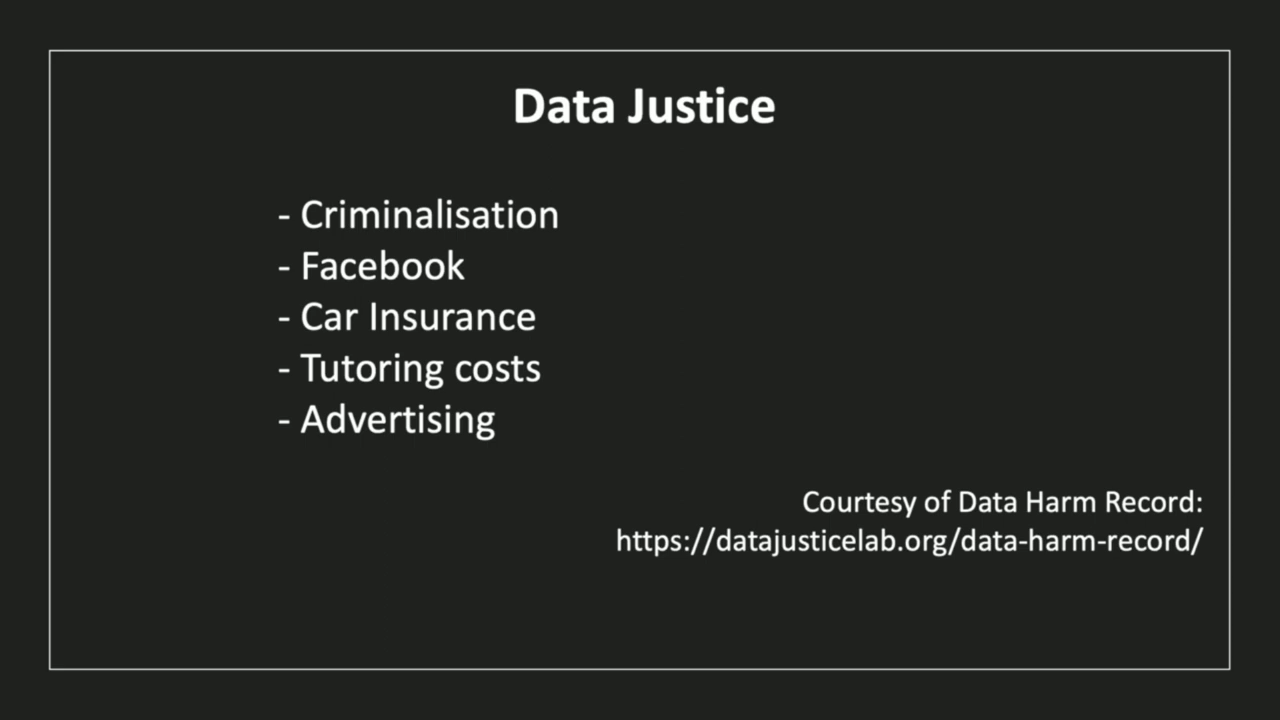 Data Justice
- Criminalisation
- Facebook
- Car Insurance
- Tutoring costs
- Advertising
Courtesy of Data Harm Record:
https://datajusticelab.org/data-harm-record/